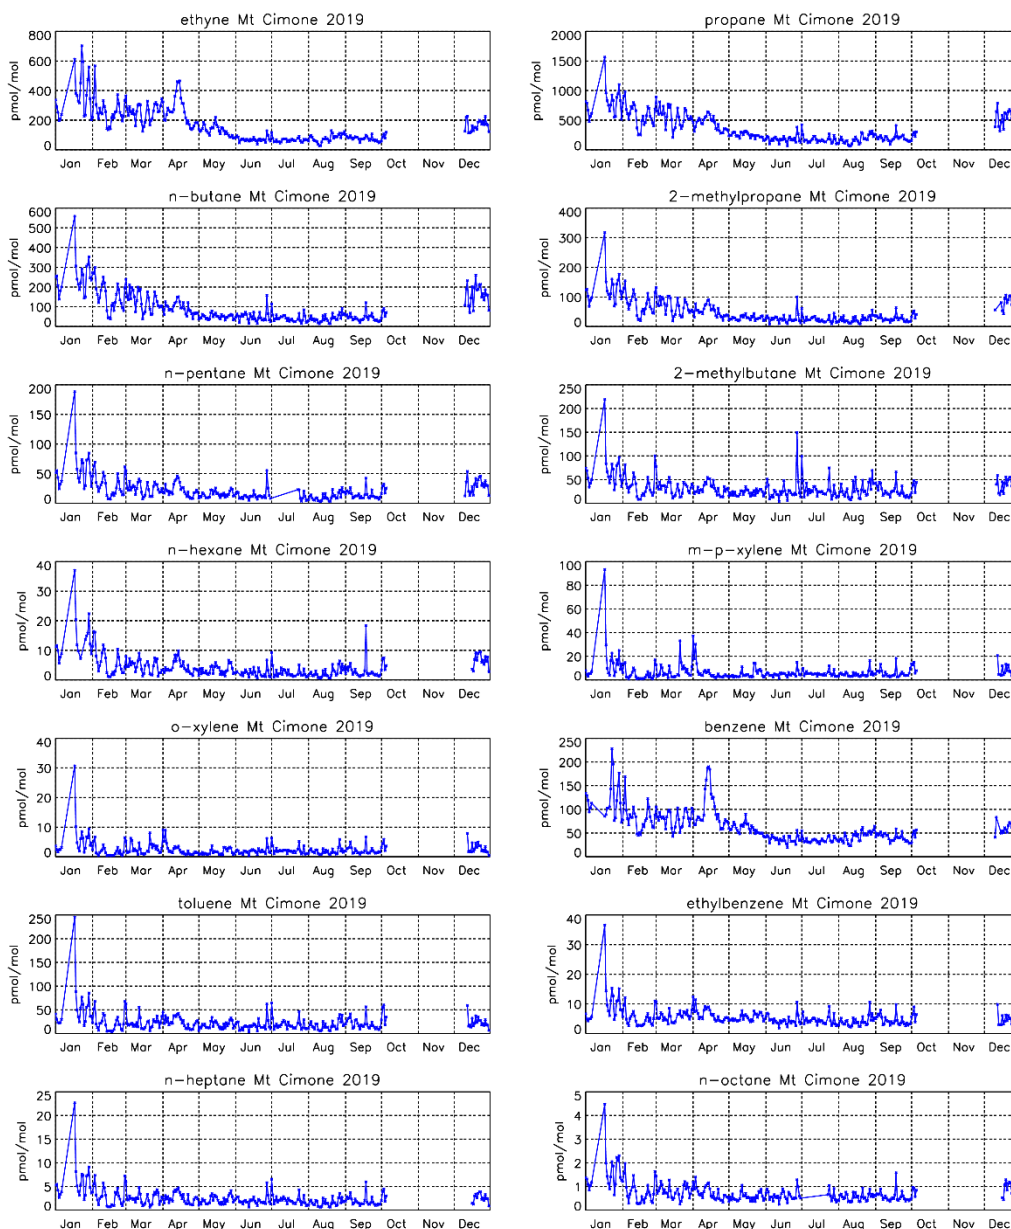 ethyne Mt Cimone 2019
pmol/mol
800
600
400
200
0
Jan Feb Mar Apr May Jun Jul Aug Sep Oct Nov Dec
propane Mt Cimone 2019
pmol/mol
2000
1500
1000
500
0
Jan Feb Mar Apr May Jun Jul Aug Sep Oct Nov Dec
n-butane Mt Cimone 2019
pmol/mol
600
500
400
300
200
100
0
Jan Feb Mar Apr May Jun Jul Aug Sep Oct Nov Dec
2-methylpropane Mt Cimone 2019
pmol/mol
400
300
200
100
0
Jan Feb Mar Apr May Jun Jul Aug Sep Oct Nov Dec
n-pentane Mt Cimone 2019
pmol/mol
200
150
100
50
0
Jan Feb Mar Apr May Jun Jul Aug Sep Oct Nov Dec
2-methylbutane Mt Cimone 2019
pmol/mol
250
200
150
100
50
0
Jan Feb Mar Apr May Jun Jul Aug Sep Oct Nov Dec
n-hexane Mt Cimone 2019
pmol/mol
40
30
20
10
0
Jan Feb Mar Apr May Jun Jul Aug Sep Oct Nov Dec
m-p-xylene Mt Cimone 2019
pmol/mol
100
80
60
40
20
0
Jan Feb Mar Apr May Jun Jul Aug Sep Oct Nov Dec
o-xylene Mt Cimone 2019
pmol/mol
40
30
20
10
0
Jan Feb Mar Apr May Jun Jul Aug Sep Oct Nov Dec
benzene Mt Cimone 2019
pmol/mol
250
200
150
100
50
0
Jan Feb Mar Apr May Jun Jul Aug Sep Oct Nov Dec
toluene Mt Cimone 2019
pmol/mol
250
200
150
100
50
0
Jan Feb Mar Apr May Jun Jul Aug Sep Oct Nov Dec
ethylbenzene Mt Cimone 2019
pmol/mol
40
30
20
10
0
Jan Feb Mar Apr May Jun Jul Aug Sep Oct Nov Dec
n-heptane Mt Cimone 2019
pmol/mol
25
20
15
10
5
0
Jan Feb Mar Apr May Jun Jul Aug Sep Oct Nov Dec
n-octane Mt Cimone 2019
pmol/mol
5
4
3
2
1
0
Jan Feb Mar Apr May Jun Jul Aug Sep Oct Nov Dec